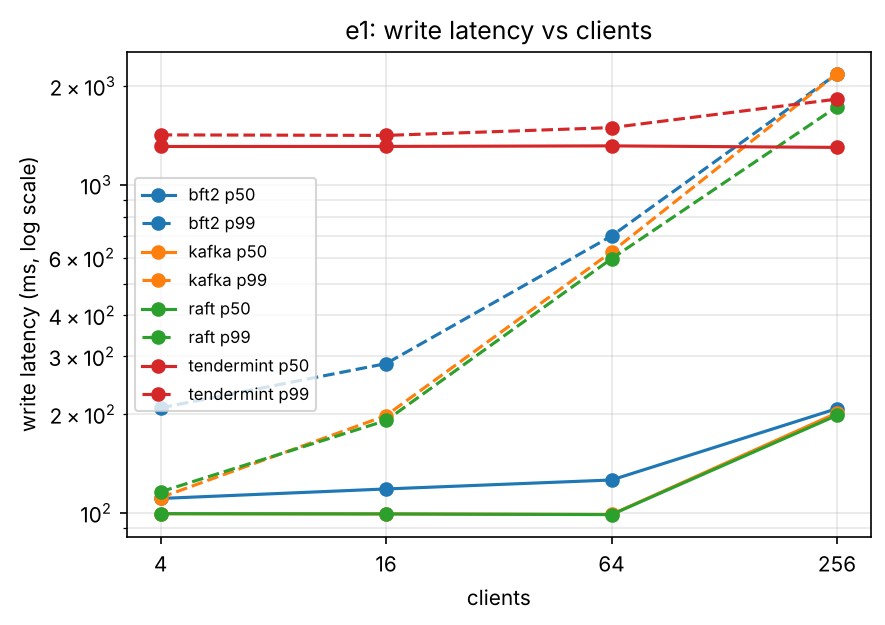 e1: write latency vs clients
write latency (ms, log scale)
2 × 10³
10³
6 × 10²
4 × 10²
3 × 10²
2 × 10²
10²
bft2 p50
bft2 p99
kafka p50
kafka p99
raft p50
raft p99
tendermint p50
tendermint p99
4 16 64 256
clients